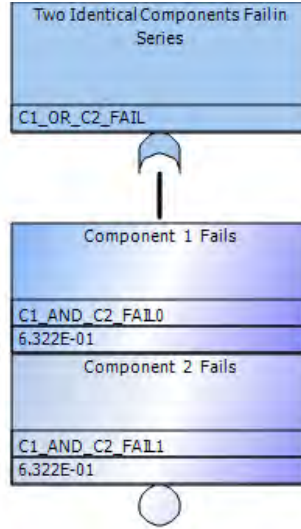 Two Identical Components Fail in
Series
C1_OR_C2_FAIL
Component 1 Fails
C1_AND_C2_FAIL0
6.322E-01
Component 2 Fails
C1_AND_C2_FAIL1
6.322E-01